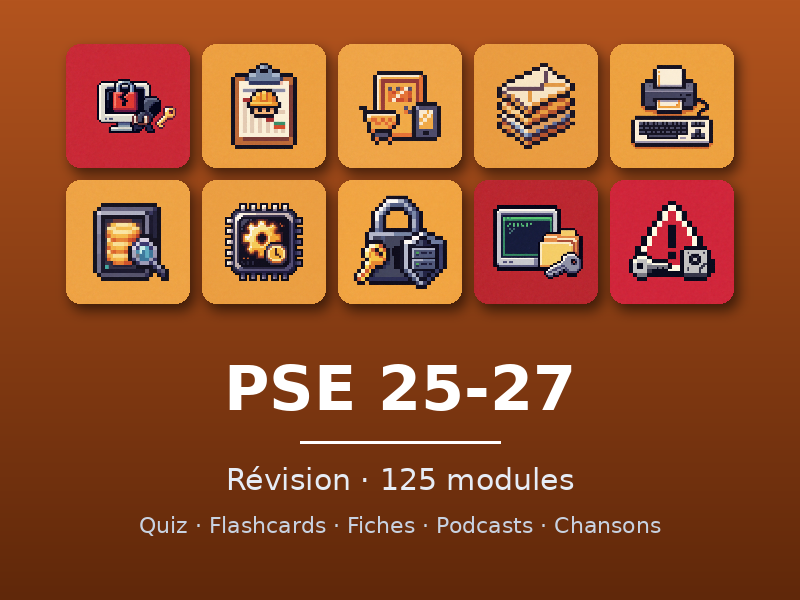 PSE 25-27
Révision · 125 modules
Quiz · Flashcards · Fiches · Podcasts · Chansons